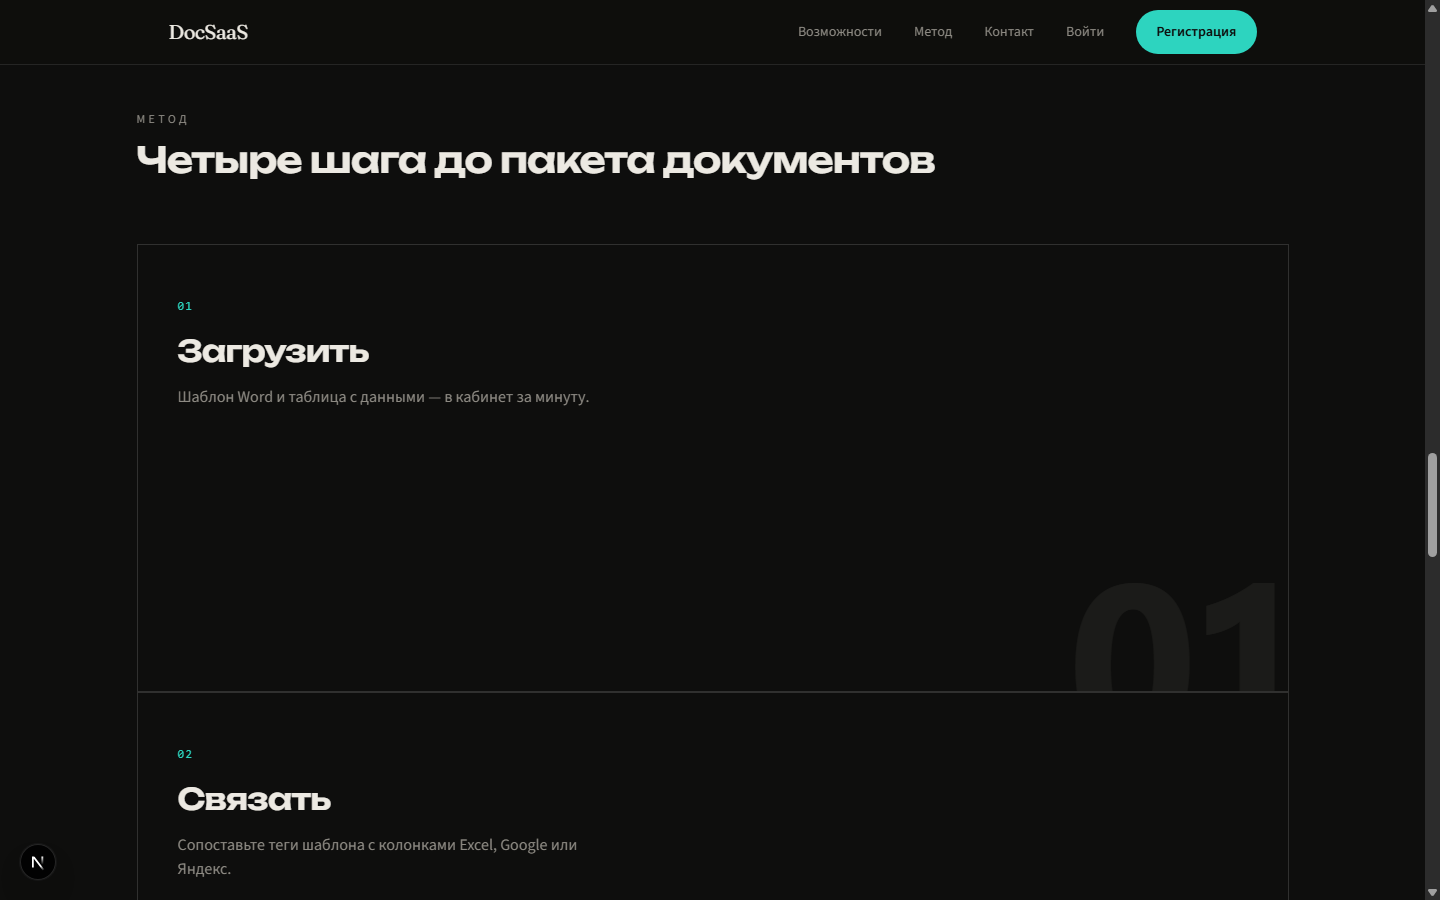 DocSaaS
Возможности
Метод
Контакт
Войти
Регистрация
МЕТОД
Четыре шага до пакета документов
01
Загрузить
Шаблон Word и таблица с данными — в кабинет за минуту.
01
02
Связать
Сопоставьте теги шаблона с колонками Excel, Google или
Яндекс.
N